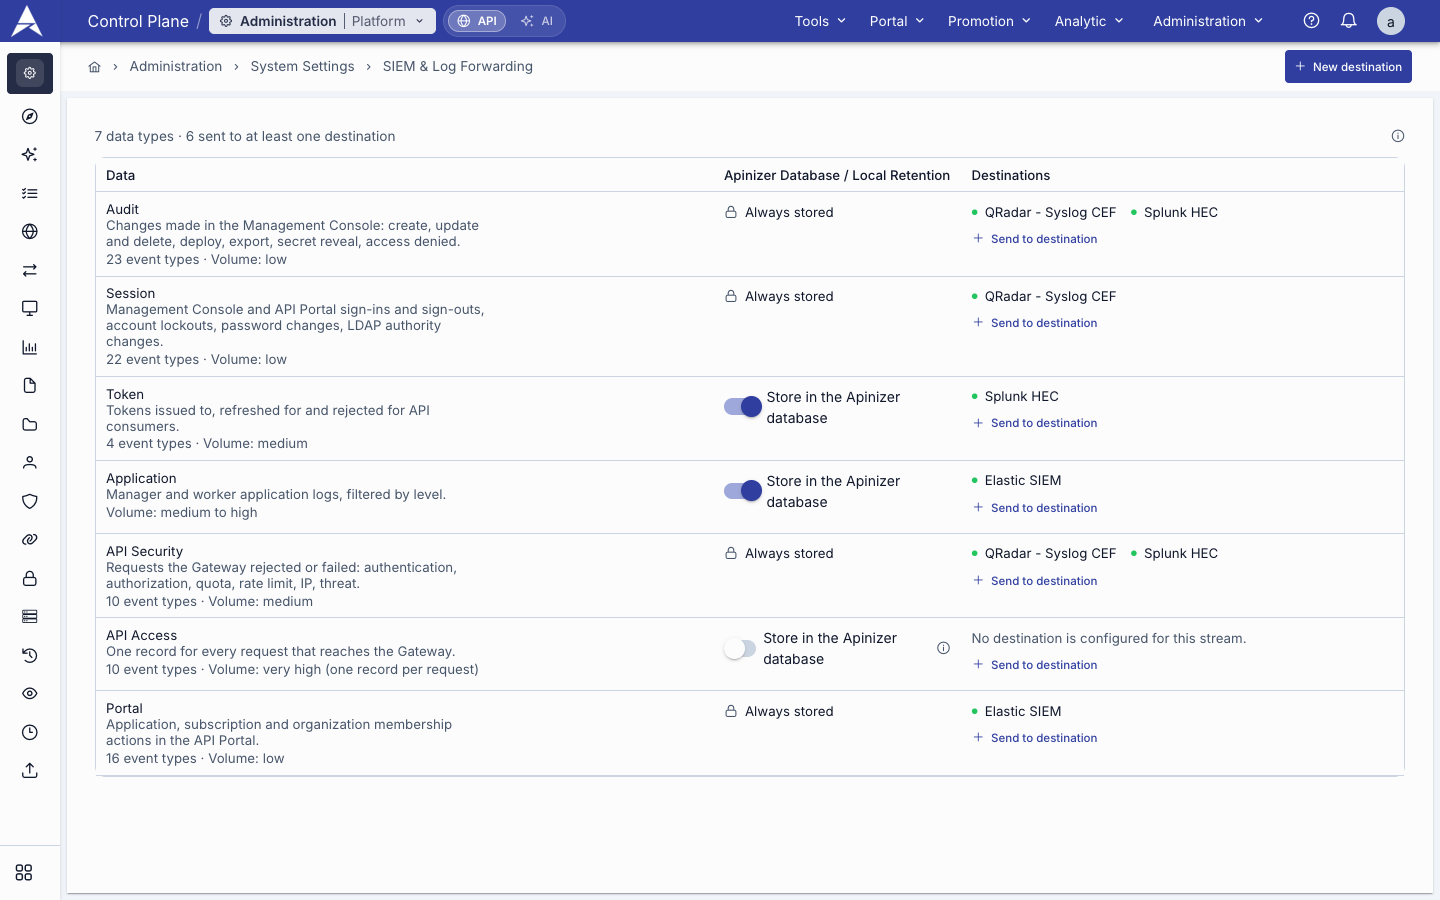 Control Plane / Administration | Platform API AI Tools Portal Promotion Analytic Administration a
Administration > System Settings > SIEM & Log Forwarding
New destination
7 data types · 6 sent to at least one destination
Data Apinizer Database / Local Retention Destinations
Audit
Changes made in the Management Console: create, update
and delete, deploy, export, secret reveal, access denied.
23 event types · Volume: low
Always stored
QRadar - Syslog CEF Splunk HEC
Send to destination
Session
Management Console and API Portal sign-ins and sign-outs,
account lockouts, password changes, LDAP authority
changes.
22 event types · Volume: low
Always stored
QRadar - Syslog CEF
Send to destination
Token
Tokens issued to, refreshed for and rejected for API
consumers.
4 event types · Volume: medium
Store in the Apinizer
database
Splunk HEC
Send to destination
Application
Manager and worker application logs, filtered by level.
Volume: medium to high
Store in the Apinizer
database
Elastic SIEM
Send to destination
API Security
Requests the Gateway rejected or failed: authentication,
authorization, quota, rate limit, IP, threat.
10 event types · Volume: medium
Always stored
QRadar - Syslog CEF Splunk HEC
Send to destination
API Access
One record for every request that reaches the Gateway.
10 event types · Volume: very high (one record per request)
Store in the Apinizer
database
No destination is configured for this stream.
Send to destination
Portal
Application, subscription and organization membership
actions in the API Portal.
16 event types · Volume: low
Always stored
Elastic SIEM
Send to destination